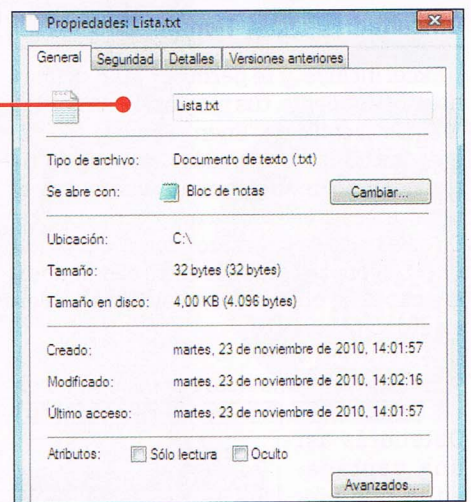 Propiedades: Lista.txt
General Seguridad Detalles Versiones anteriores
Lista.txt
Tipo de archivo: Documento de texto (.txt)
Se abre con: Bloc de notas Cambiar...
Ubicación: C:\
Tamaño: 32 bytes (32 bytes)
Tamaño en disco: 4,00 KB (4.096 bytes)
Creado: martes, 23 de noviembre de 2010, 14:01:57
Modificado: martes, 23 de noviembre de 2010, 14:02:16
Último acceso: martes, 23 de noviembre de 2010, 14:01:57
Atributos: Sólo lectura Oculto
Avanzados...